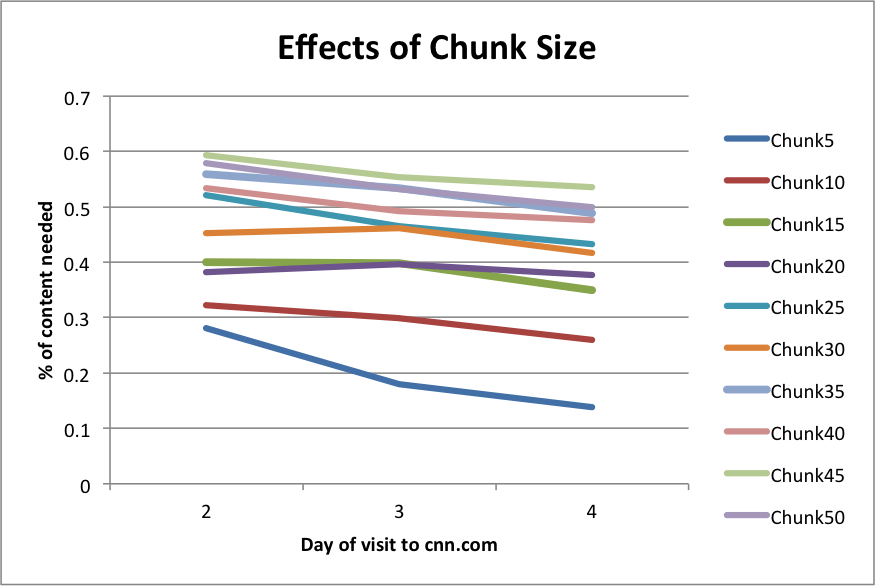 Effects of Chunk Size
% of content needed
0.7
0.6
0.5
0.4
0.3
0.2
0.1
0
2
3
4
Day of visit to cnn.com
Chunk5
Chunk10
Chunk15
Chunk20
Chunk25
Chunk30
Chunk35
Chunk40
Chunk45
Chunk50